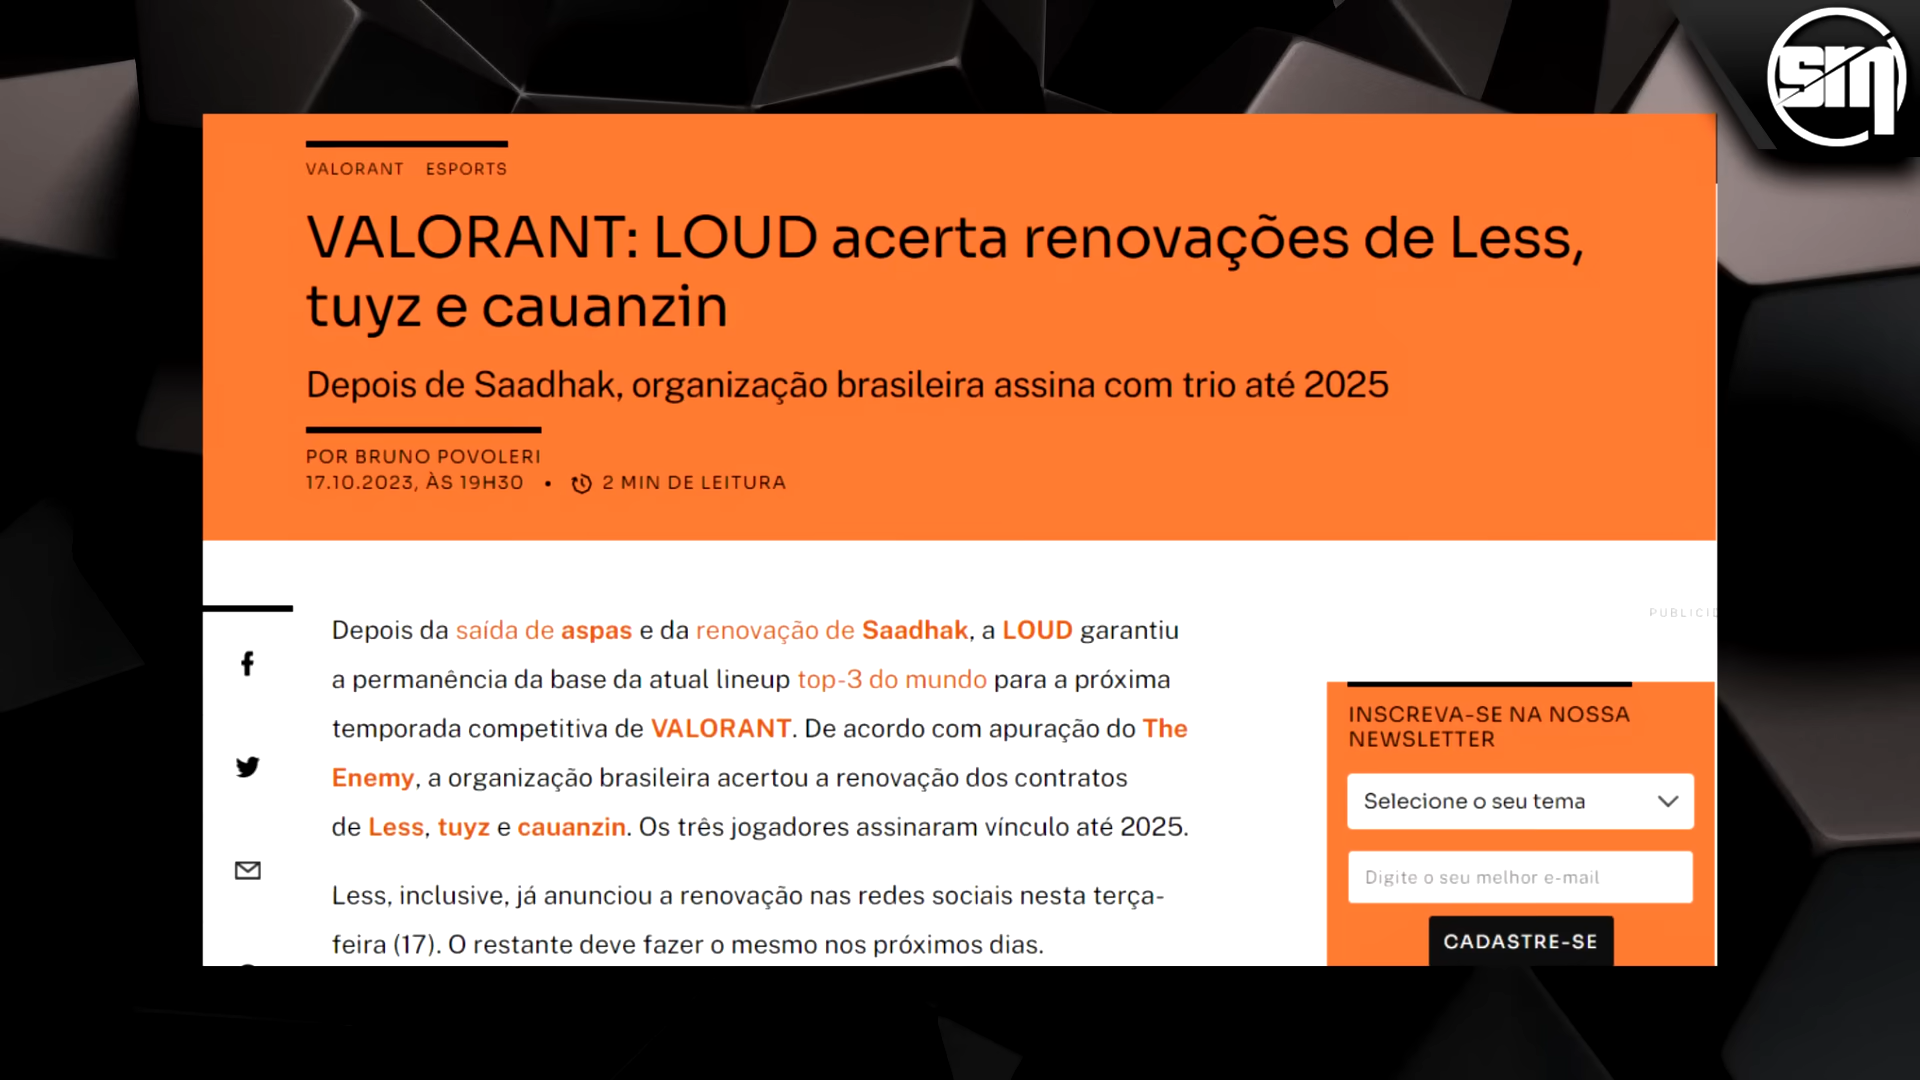 sm
VALORANT ESPORTS
VALORANT: LOUD acerta renovações de Less,
tuyz e cauanzin
Depois de Saadhak, organização brasileira assina com trio até 2025
POR BRUNO POVOLERI
17.10.2023, ÀS 19H30 • 2 MIN DE LEITURA
Depois da saída de aspas e da renovação de Saadhak, a LOUD garantiu
a permanência da base da atual lineup top-3 do mundo para a próxima
temporada competitiva de VALORANT. De acordo com apuração do The
Enemy, a organização brasileira acertou a renovação dos contratos
de Less, tuyz e cauanzin. Os três jogadores assinaram vínculo até 2025.
Less, inclusive, já anunciou a renovação nas redes sociais nesta terça-
feira (17). O restante deve fazer o mesmo nos próximos dias.
PUBLICID
INSCREVA-SE NA NOSSA
NEWSLETTER
Selecione o seu tema
Digite o seu melhor e-mail
CADASTRE-SE